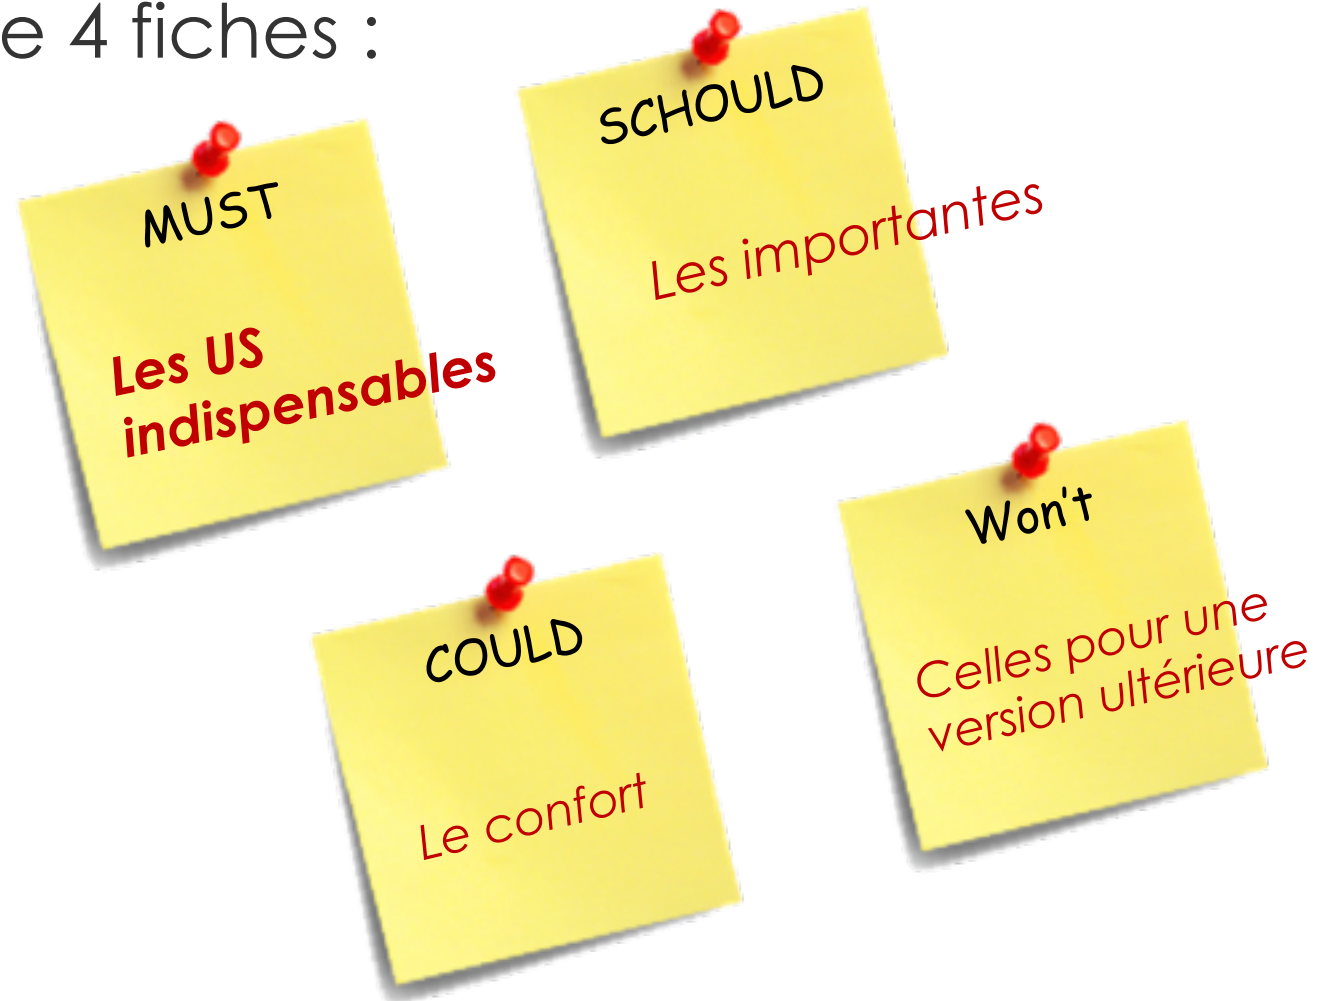 e 4 fiches :
MUST
Les US
indispensables
SCHOULD
Les importantes
COULD
Le confort
Won't
Celles pour une
version ultérieure